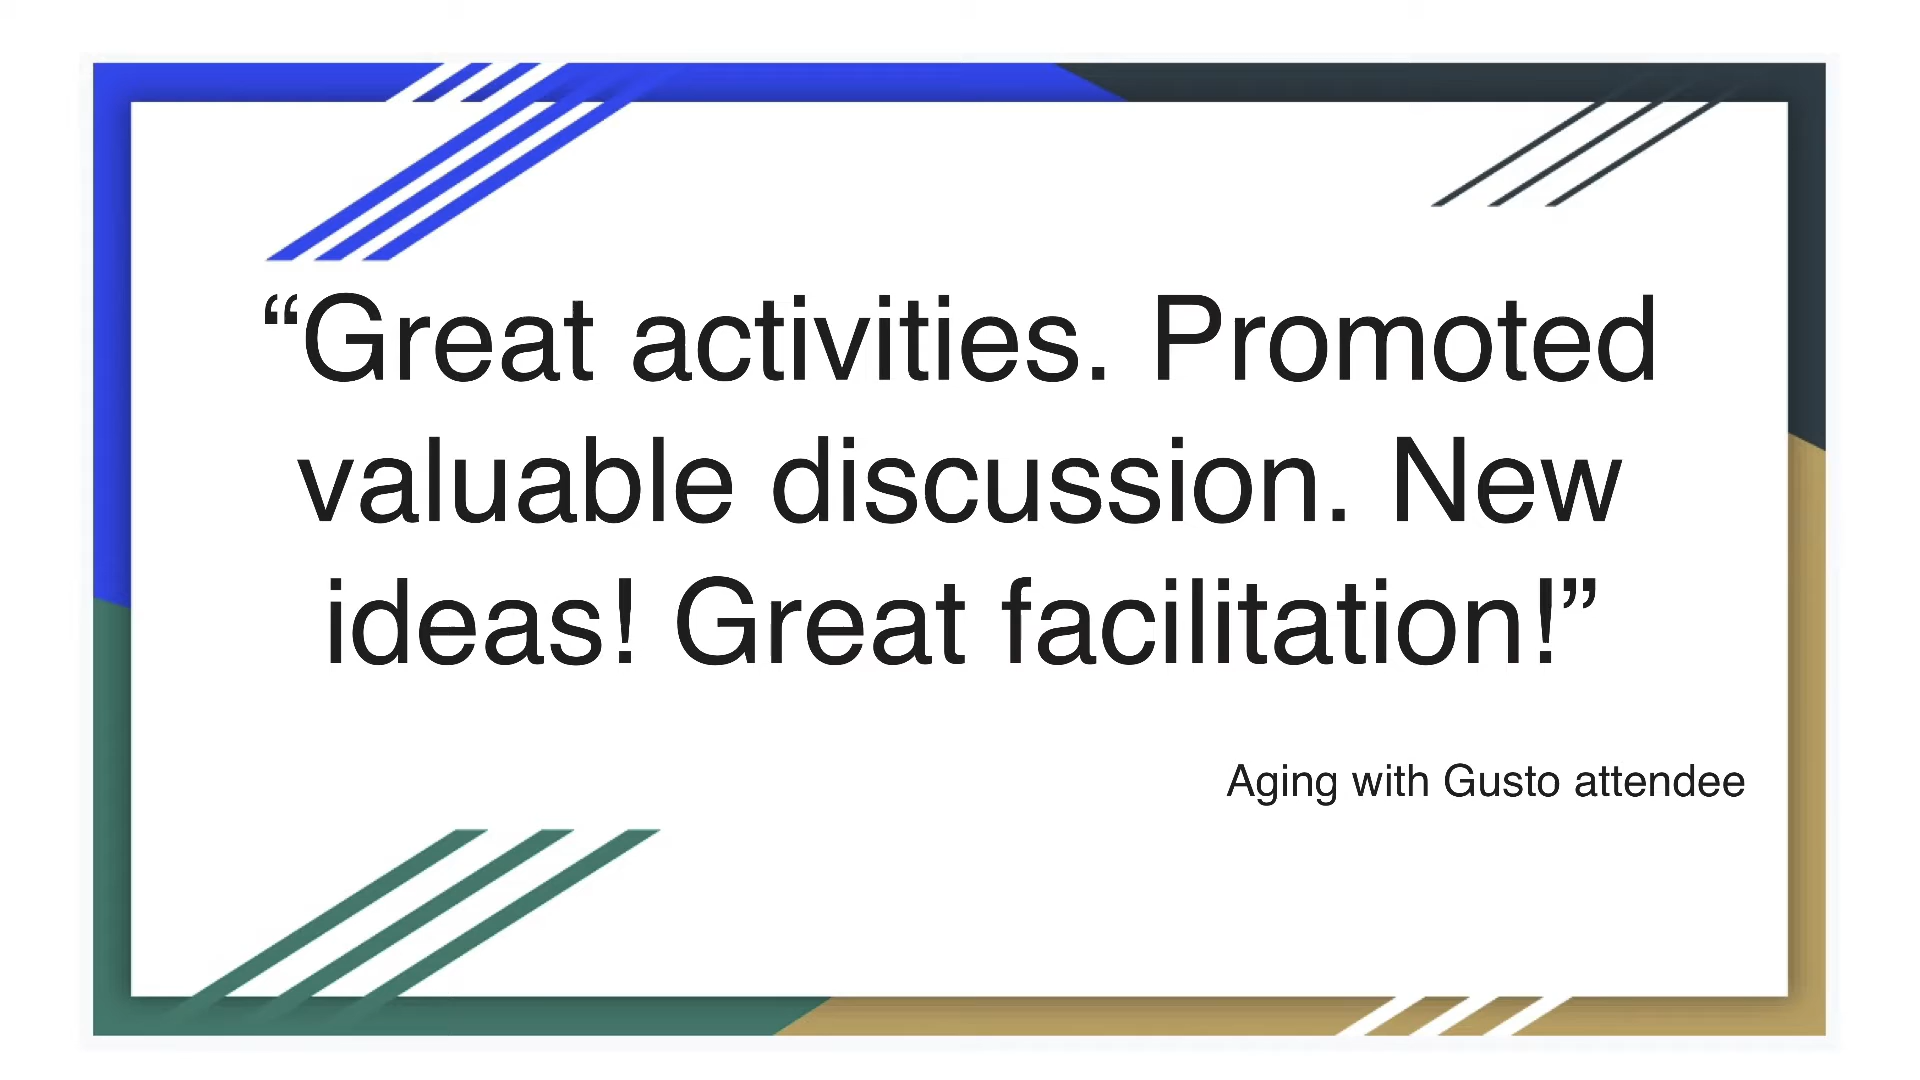 “Great activities. Promoted
valuable discussion. New
ideas! Great facilitation!”
Aging with Gusto attendee